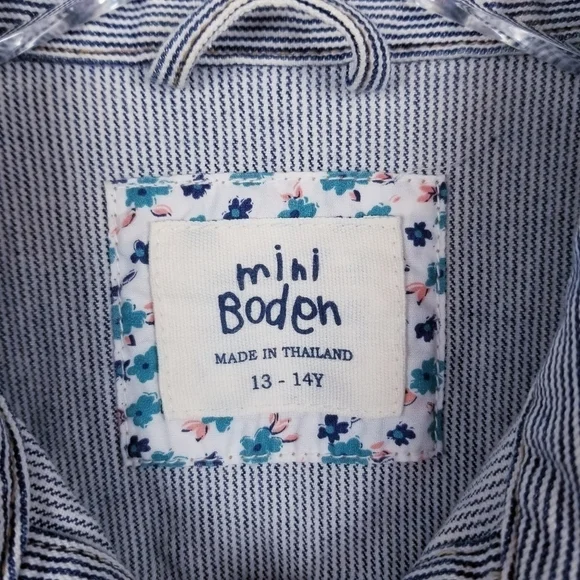 mini
Boden
MADE IN THAILAND
13 - 14Y